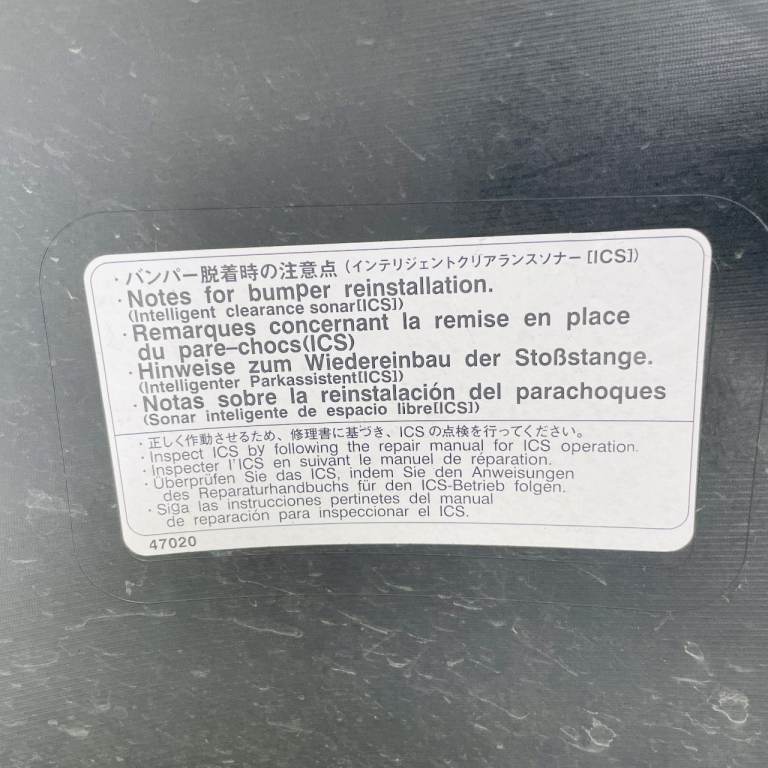 ・バンパー脱着時の注意点 (インテリジェントクリアランスソナー [ICS])
・Notes for bumper reinstallation.
(Intelligent clearance sonar[ICS])
・Remarques concernant la remise en place
du pare-chocs(ICS)
・Hinweise zum Wiedereinbau der Stoßstange.
(Intelligenter Parkassistent[ICS])
・Notas sobre la reinstalación del parachoques
(Sonar inteligente de espacio libre[ICS])
・正しく作動させるため、修理書に基づき、ICSの点検を行ってください。
・Inspect ICS by following the repair manual for ICS operation.
・Inspecter l'ICS en suivant le manuel de réparation.
・Überprüfen Sie das ICS, indem Sie den Anweisungen
des Reparaturhandbuchs für den ICS-Betrieb folgen.
・Siga las instrucciones pertinetes del manual
de reparación para inspeccionar el ICS.
47020